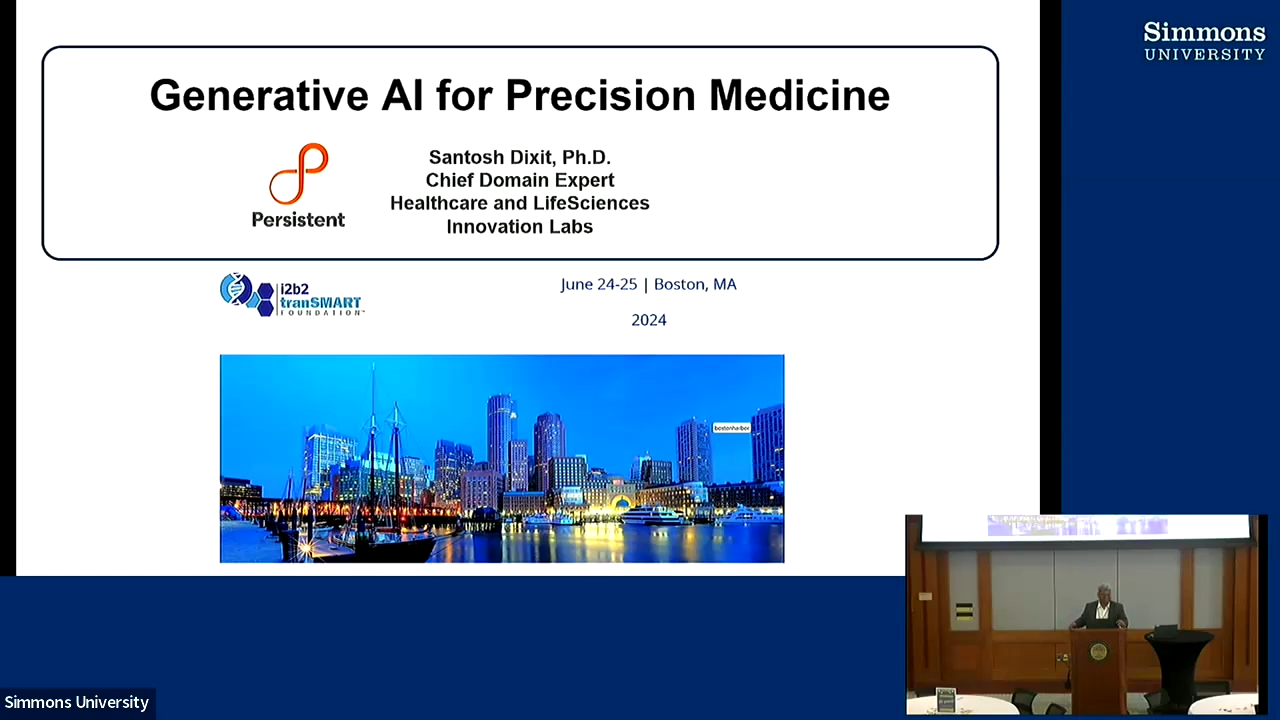 Simmons
UNIVERSITY
Generative AI for Precision Medicine
Persistent
Santosh Dixit, Ph.D.
Chief Domain Expert
Healthcare and LifeSciences
Innovation Labs
i2b2
tranSMART
FOUNDATION
June 24-25 | Boston, MA
2024
bostonharbor
Simmons University